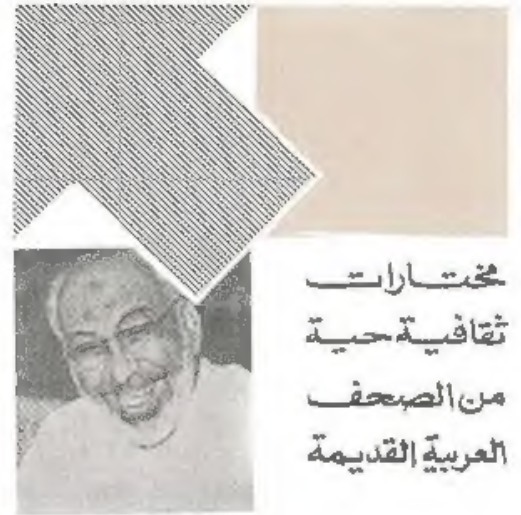 مختارات
ثقافية حية
من الصحف
العربية القديمة